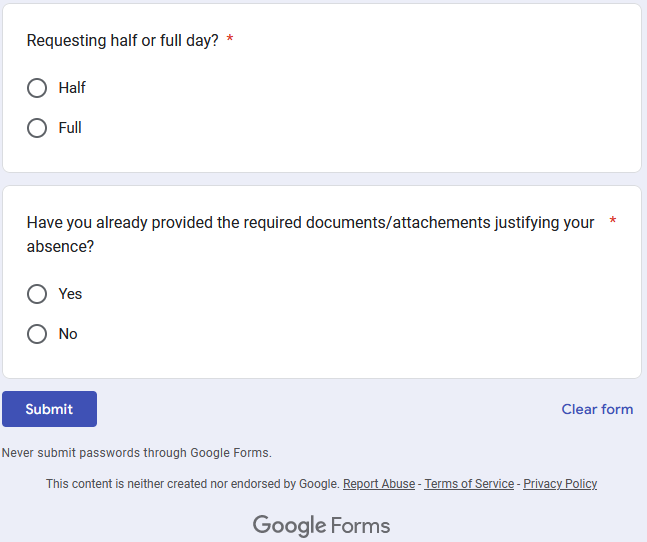 Requesting half or full day? *
Half
Full
Have you already provided the required documents/attachements justifying your *
absence?
Yes
No
Submit
Clear form
Never submit passwords through Google Forms.
This content is neither created nor endorsed by Google. Report Abuse - Terms of Service - Privacy Policy
Google Forms